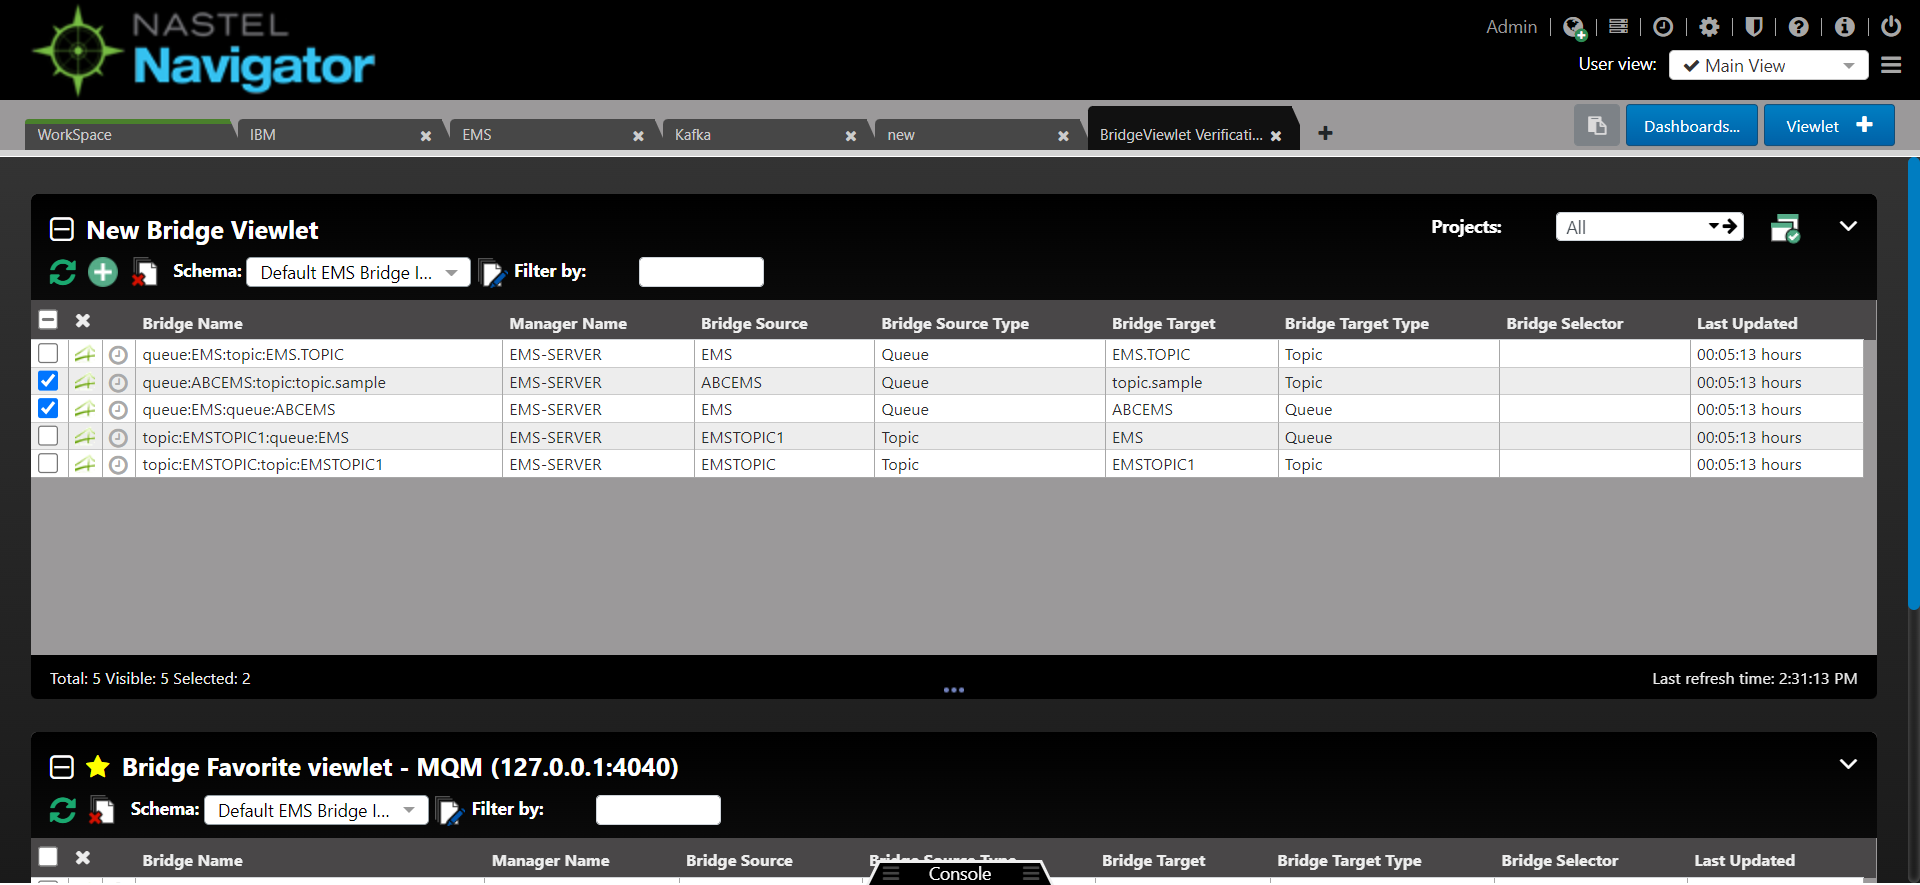 NASTEL
Navigator
Admin
User view: Main View
WorkSpace IBM EMS Kafka new BridgeViewlet Verificati...
Dashboards... Viewlet
New Bridge Viewlet
Projects: All
Schema: Default EMS Bridge I... Filter by:
Bridge Name Manager Name Bridge Source Bridge Source Type Bridge Target Bridge Target Type Bridge Selector Last Updated
queue:EMS:topic:EMS.TOPIC EMS-SERVER EMS Queue EMS.TOPIC Topic 00:05:13 hours
queue:ABCEMS:topic:topic.sample EMS-SERVER ABCEMS Queue topic.sample Topic 00:05:13 hours
queue:EMS:queue:ABCEMS EMS-SERVER EMS Queue ABCEMS Queue 00:05:13 hours
topic:EMSTOPIC1:queue:EMS EMS-SERVER EMSTOPIC1 Topic EMS Queue 00:05:13 hours
topic:EMSTOPIC:topic:EMSTOPIC1 EMS-SERVER EMSTOPIC Topic EMSTOPIC1 Topic 00:05:13 hours
Total: 5 Visible: 5 Selected: 2
Last refresh time: 2:31:13 PM
Bridge Favorite viewlet - MQM (127.0.0.1:4040)
Schema: Default EMS Bridge I... Filter by:
Bridge Name Manager Name Bridge Source Bridge Source Type Bridge Target Bridge Target Type Bridge Selector Last Updated
Console